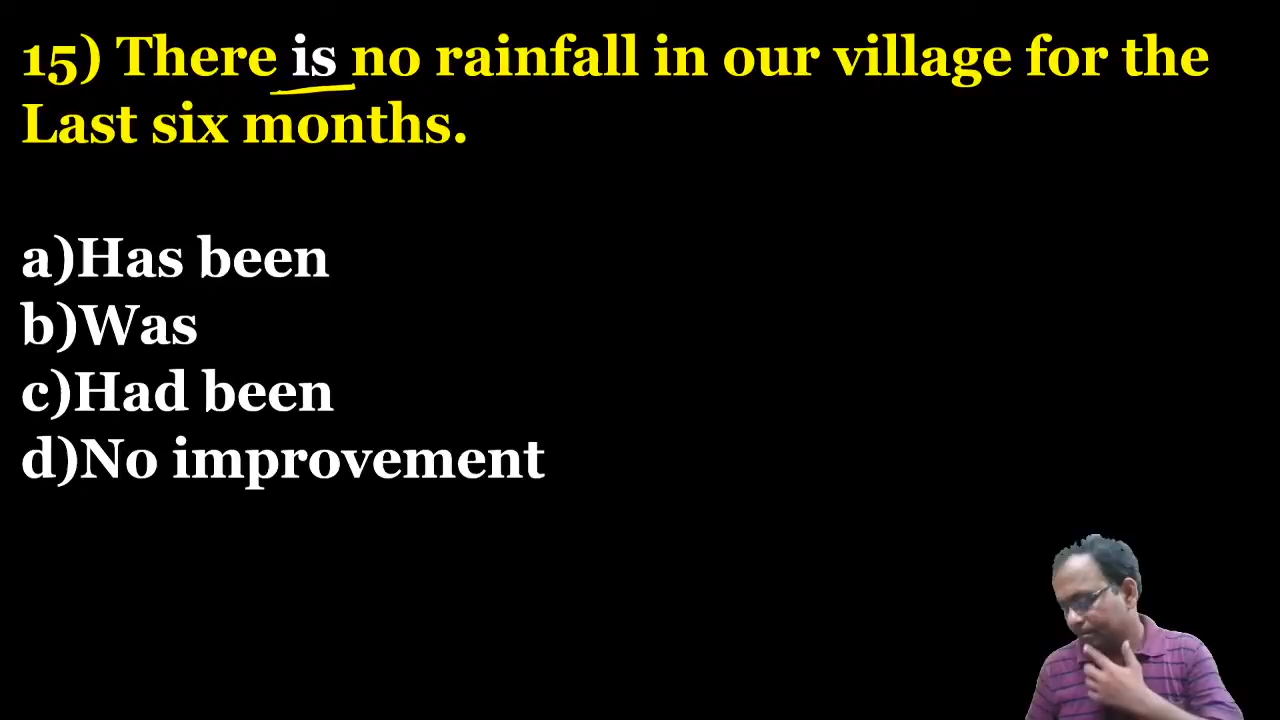 15) There is no rainfall in our village for the
Last six months.
a)Has been
b)Was
c)Had been
d)No improvement